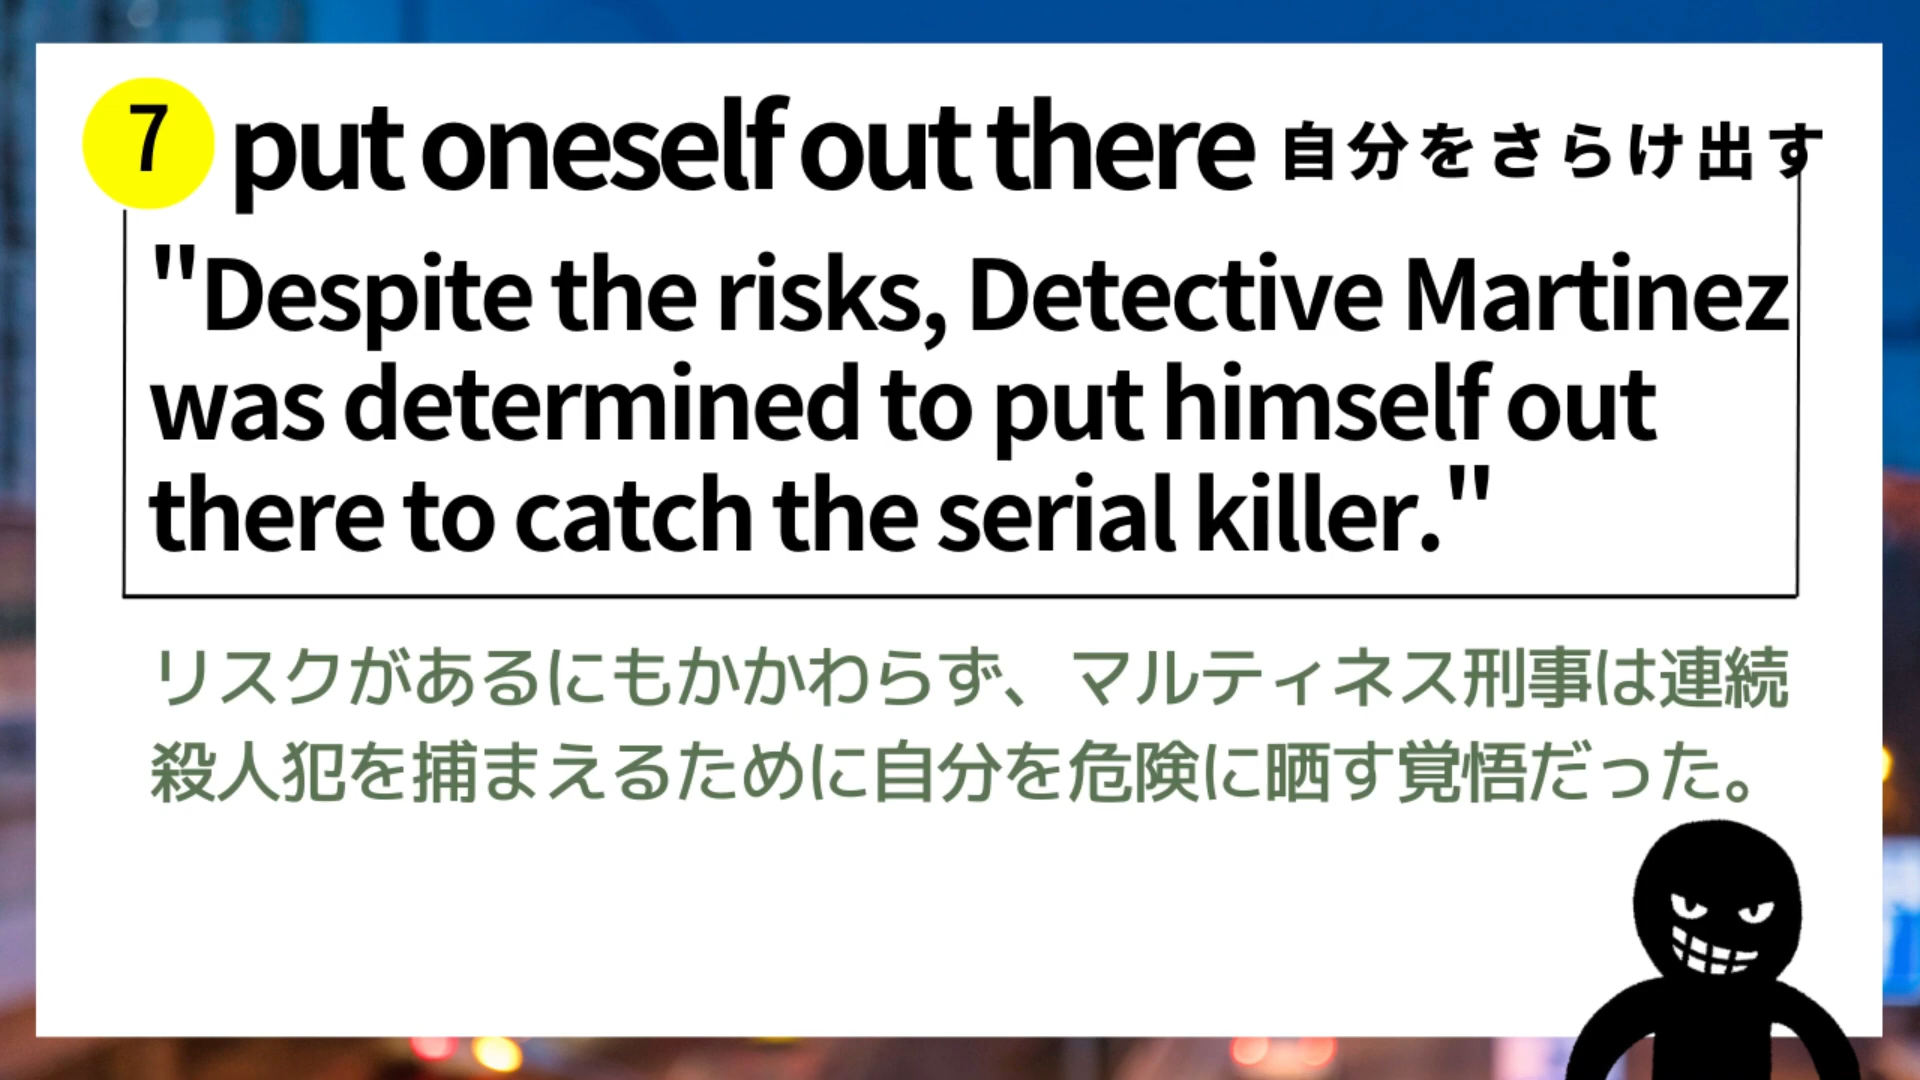 7 put oneself out there 自分をさらけ出す
"Despite the risks, Detective Martinez
was determined to put himself out
there to catch the serial killer."
リスクがあるにもかかわらず、マルティネス刑事は連続
殺人犯を捕まえるために自分を危険に晒す覚悟だった。